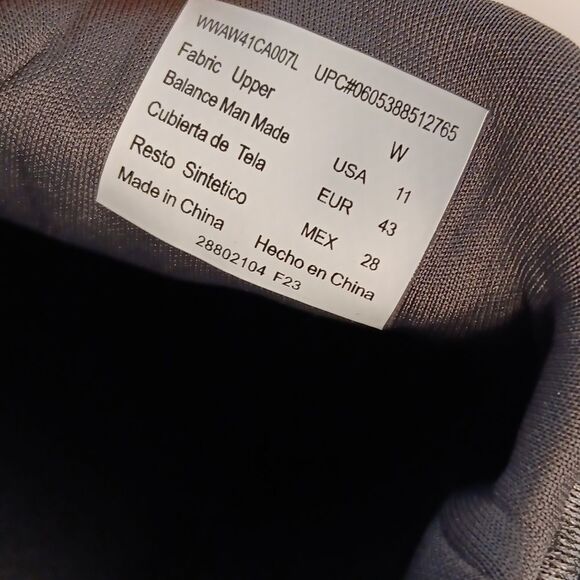 WWAW41CA007L UPC#0605388512765
Fabric Upper W
Balance Man Made USA 11
Cubierta de Tela EUR 43
Resto Sintetico MEX 28
Made in China Hecho en China
28802104 F23